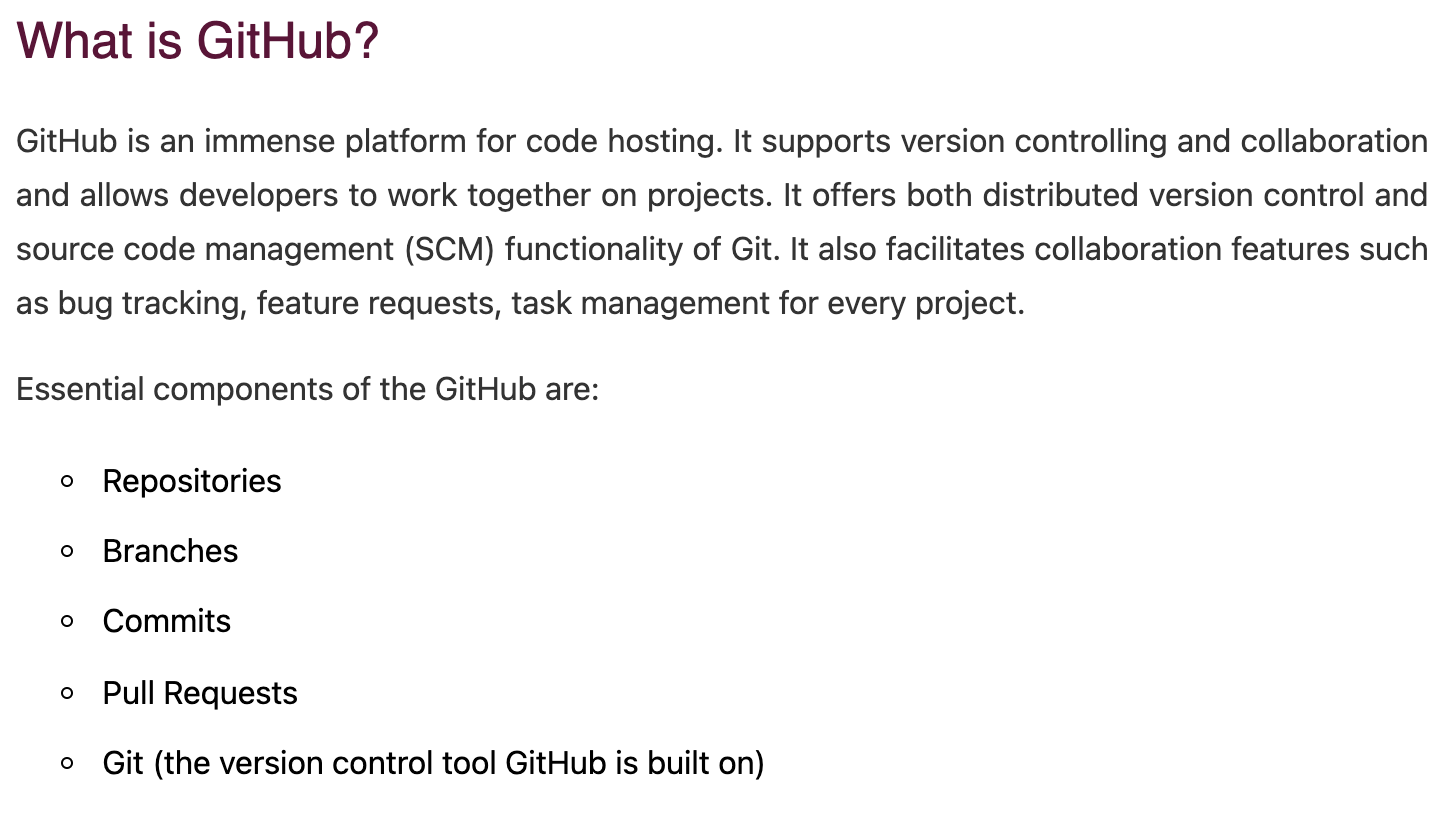 What is GitHub?
GitHub is an immense platform for code hosting. It supports version controlling and collaboration
and allows developers to work together on projects. It offers both distributed version control and
source code management (SCM) functionality of Git. It also facilitates collaboration features such
as bug tracking, feature requests, task management for every project.
Essential components of the GitHub are:
Repositories
Branches
Commits
Pull Requests
Git (the version control tool GitHub is built on)